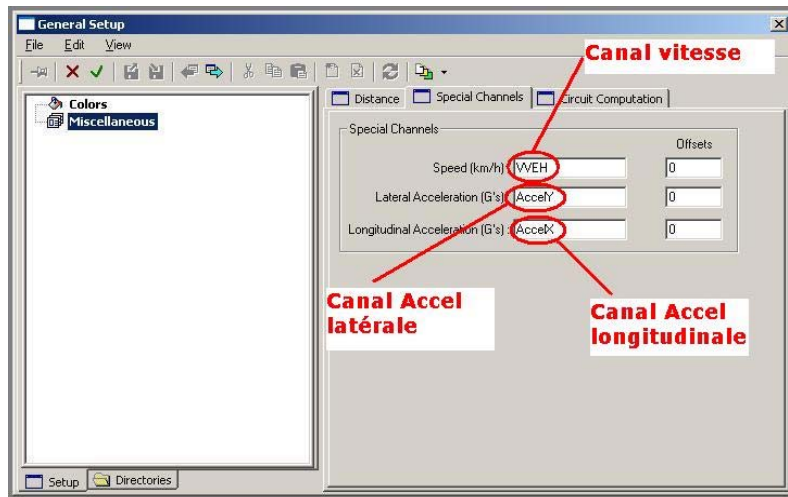 General Setup
File Edit View
Canal vitesse
Colors
Miscellaneous
Distance Special Channels Circuit Computation
Special Channels
Offsets
Speed (km/h) : VVEH 0
Lateral Acceleration (G's) : AccelY 0
Longitudinal Acceleration (G's) : AccelX 0
Canal Accel
latérale
Canal Accel
longitudinale
Setup Directories